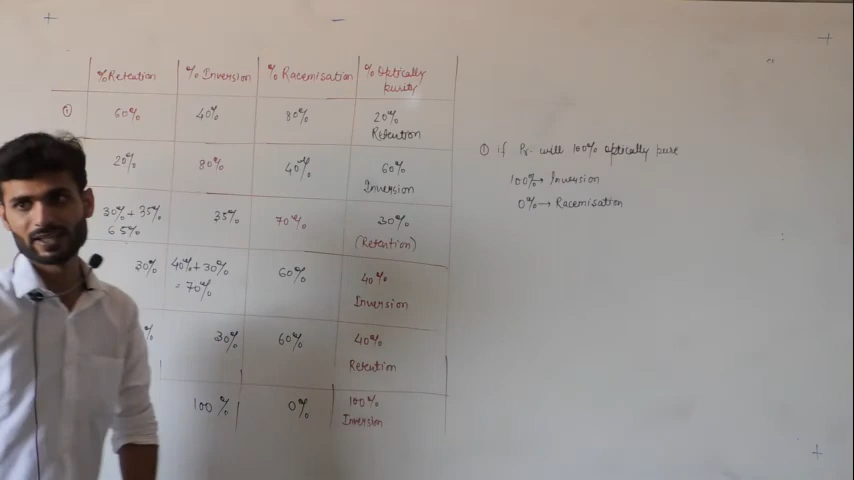 % Retention % Inversion % Racemisation % Optically purity
① 60% 40% 80% 20% Retention
20% 80% 40% 60% Inversion
30% + 35% 65% 35% 70% 30% (Retention)
30% 40% + 30% = 70% 60% 40% Inversion
% 30% 60% 40% Retention
100% 0% 100% Inversion
① if Pr. will 100% optically pure
100% → Inversion
0% → Racemisation